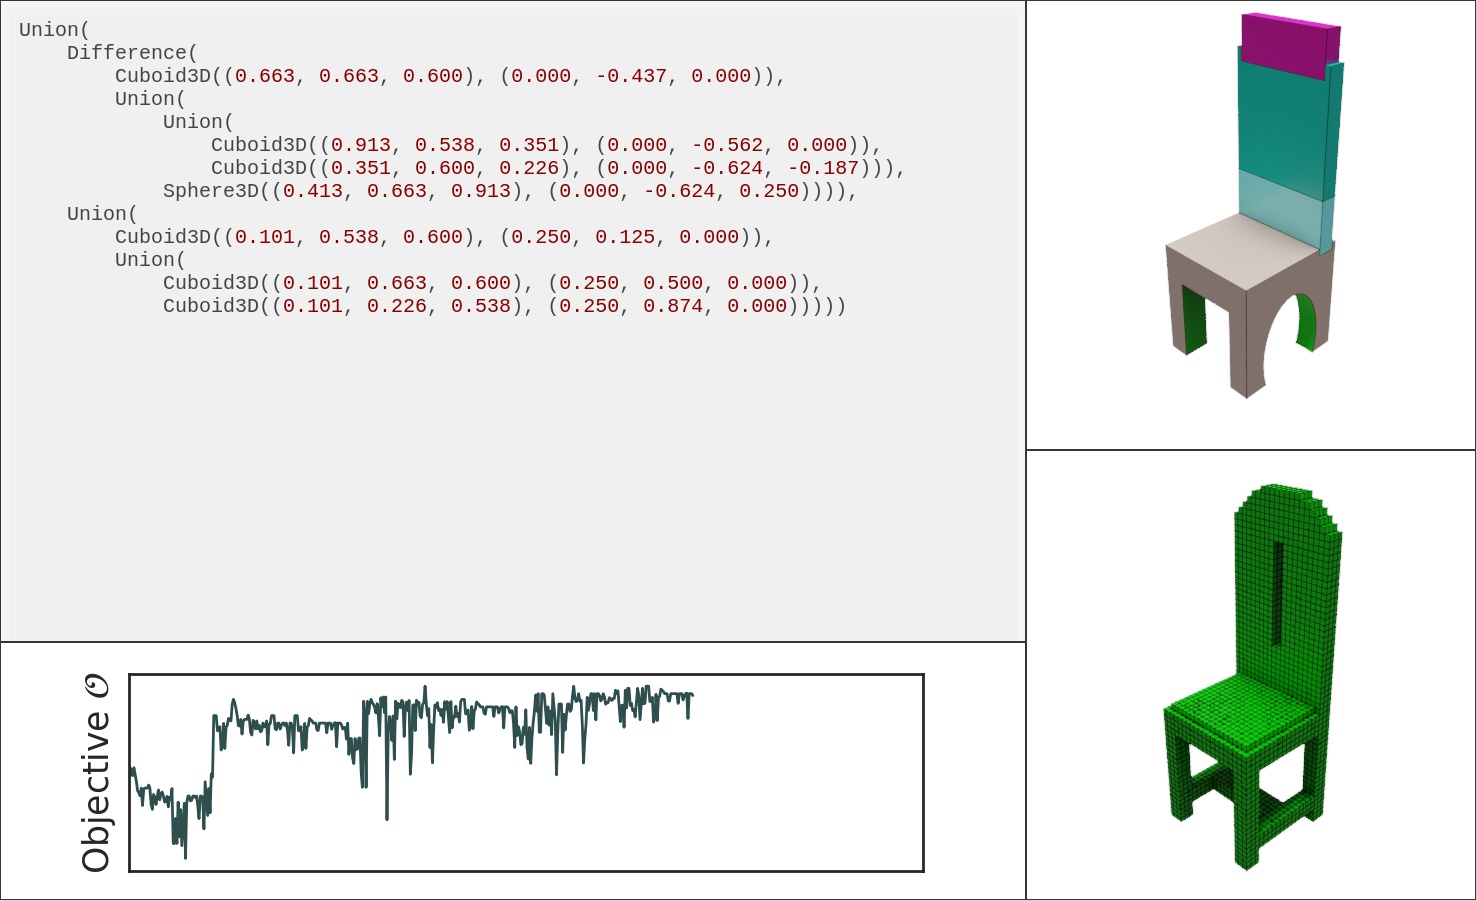 Union(
    Difference(
        Cuboid3D((0.663, 0.663, 0.600), (0.000, -0.437, 0.000)),
        Union(
            Union(
                Cuboid3D((0.913, 0.538, 0.351), (0.000, -0.562, 0.000)),
                Cuboid3D((0.351, 0.600, 0.226), (0.000, -0.624, -0.187))),
            Sphere3D((0.413, 0.663, 0.913), (0.000, -0.624, 0.250)))),
    Union(
        Cuboid3D((0.101, 0.538, 0.600), (0.250, 0.125, 0.000)),
        Union(
            Cuboid3D((0.101, 0.663, 0.600), (0.250, 0.500, 0.000)),
            Cuboid3D((0.101, 0.226, 0.538), (0.250, 0.874, 0.000)))))
Objective 𝒪